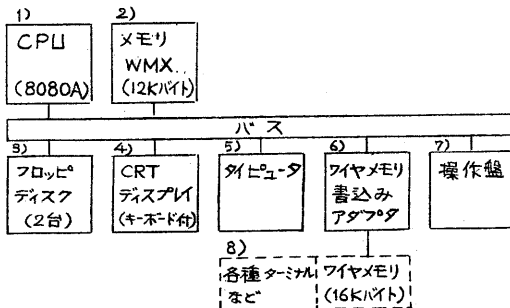 1)
CPU
(8080A)
2)
メモリ
WMX..
(12Kバイト)
バス
3)
フロッピ
ディスク
(2台)
4)
CRT
ディスプレイ
(キーボード付)
5)
タイピュータ
6)
ワイヤメモリ
書込み
アダプタ
7)
操作盤
8)
各種ターミナル
など
ワイヤメモリ
(16Kバイト)